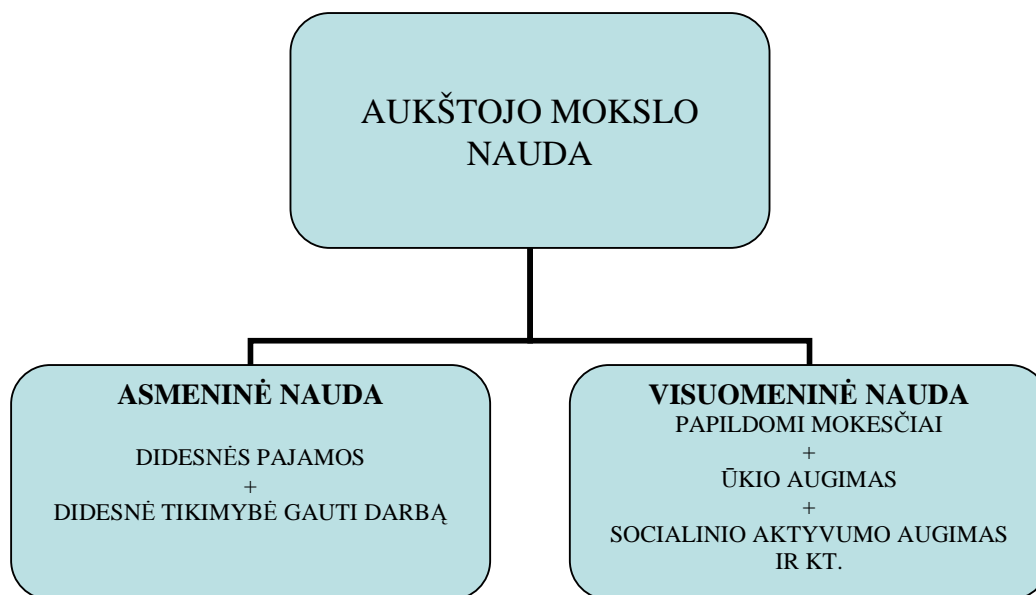 AUKŠTOJO MOKSLO
NAUDA
ASMENINĖ NAUDA
DIDESNĖS PAJAMOS
+
DIDESNĖ TIKIMYBĖ GAUTI DARBĄ
VISUOMENINĖ NAUDA
PAPILDOMI MOKESČIAI
+
ŪKIO AUGIMAS
+
SOCIALINIO AKTYVUMO AUGIMAS
IR KT.